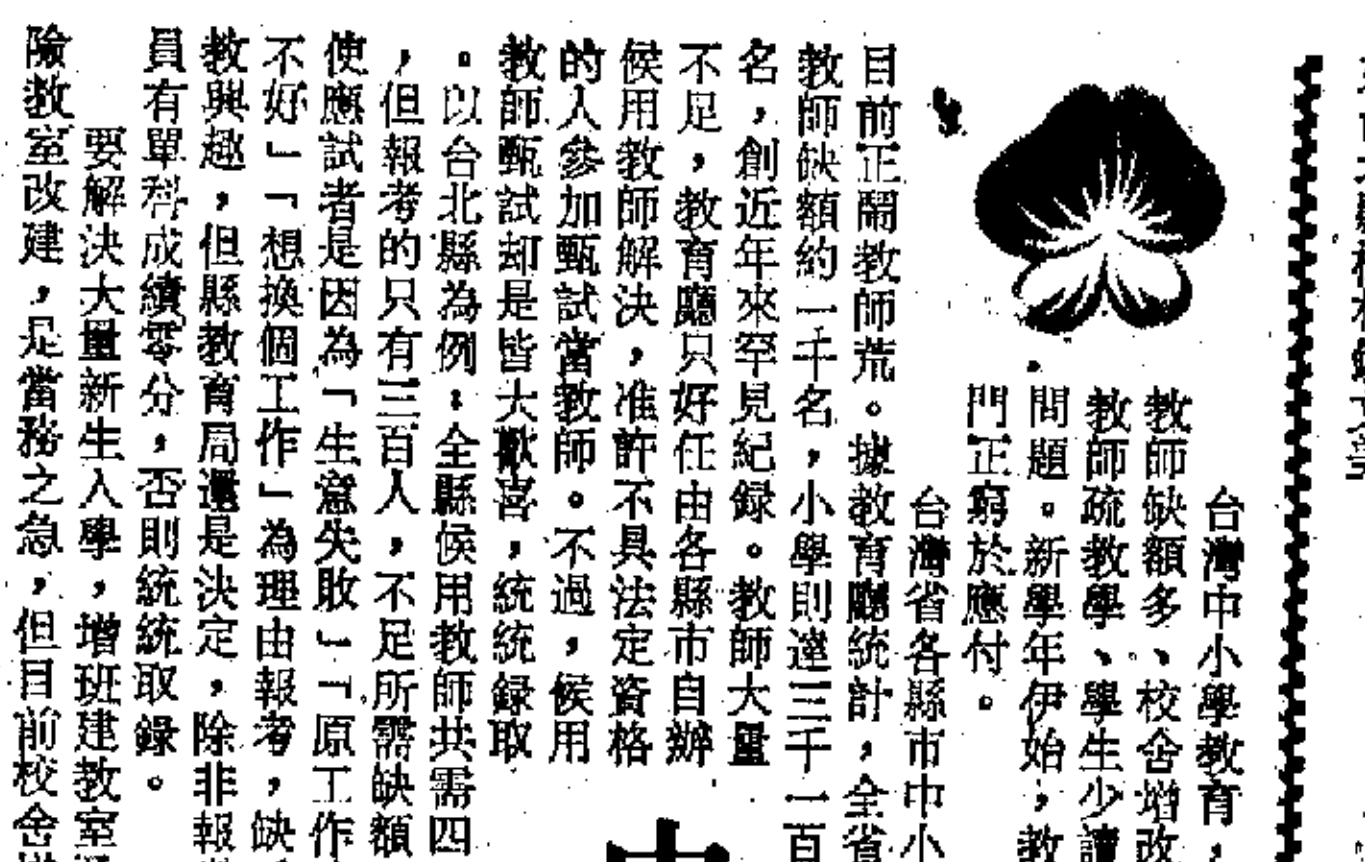 台灣中小學教育，
教師缺額多、校舍增改
教師疏教學、學生少讀
問題。新學年伊始，教
門正窮於應付。
台灣省各縣市中小
目前正鬧教師荒。據教育廳統計，全省
教師缺額約一千名，小學則達三千一百
名，創近年來罕見紀録。教師大量
不足，教育廳只好任由各縣市自辦
候用教師解決，准許不具法定資格
的人參加甄試當教師。不過，候用
教師甄試却是皆大歡喜，統統録取
。以台北縣為例：全縣候用教師共需四
，但報考的只有三百人，不足所需缺額
使應試者是因為「生意失敗」「原工作
不好」「想換個工作」為理由報考，缺
教興趣，但縣教育局還是決定，除非報
員有單科成績零分，否則統統取錄。
要解決大量新生入學，增班建教室
險教室改建，是當務之急，但目前校舍